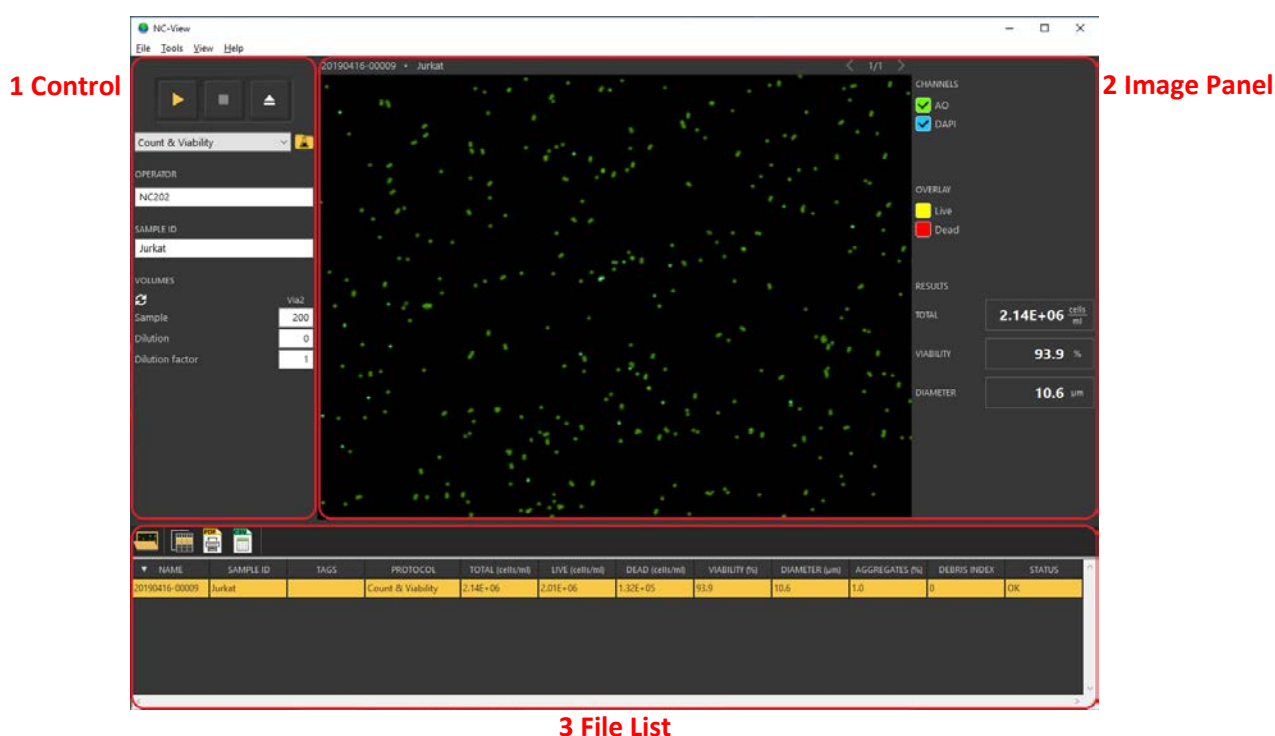 NC-View
File Tools View Help
1 Control
2 Image Panel
Count & Viability
OPERATOR
NC202
SAMPLE ID
Jurkat
VOLUMES
Via2
Sample 200
Dilution 0
Dilution factor 1
20190416-00009 • Jurkat
1/1
CHANNELS
AO
DAPI
OVERLAY
Live
Dead
RESULTS
TOTAL 2.14E+06 cells/ml
VIABILITY 93.9 %
DIAMETER 10.6 µm
PDF CSV
NAME SAMPLE ID TAGS PROTOCOL TOTAL (cells/ml) LIVE (cells/ml) DEAD (cells/ml) VIABILITY (%) DIAMETER (µm) AGGREGATES (%) DEBRIS INDEX STATUS
20190416-00009 Jurkat Count & Viability 2.14E+06 2.01E+06 1.32E+05 93.9 10.6 1.0 0 OK
3 File List